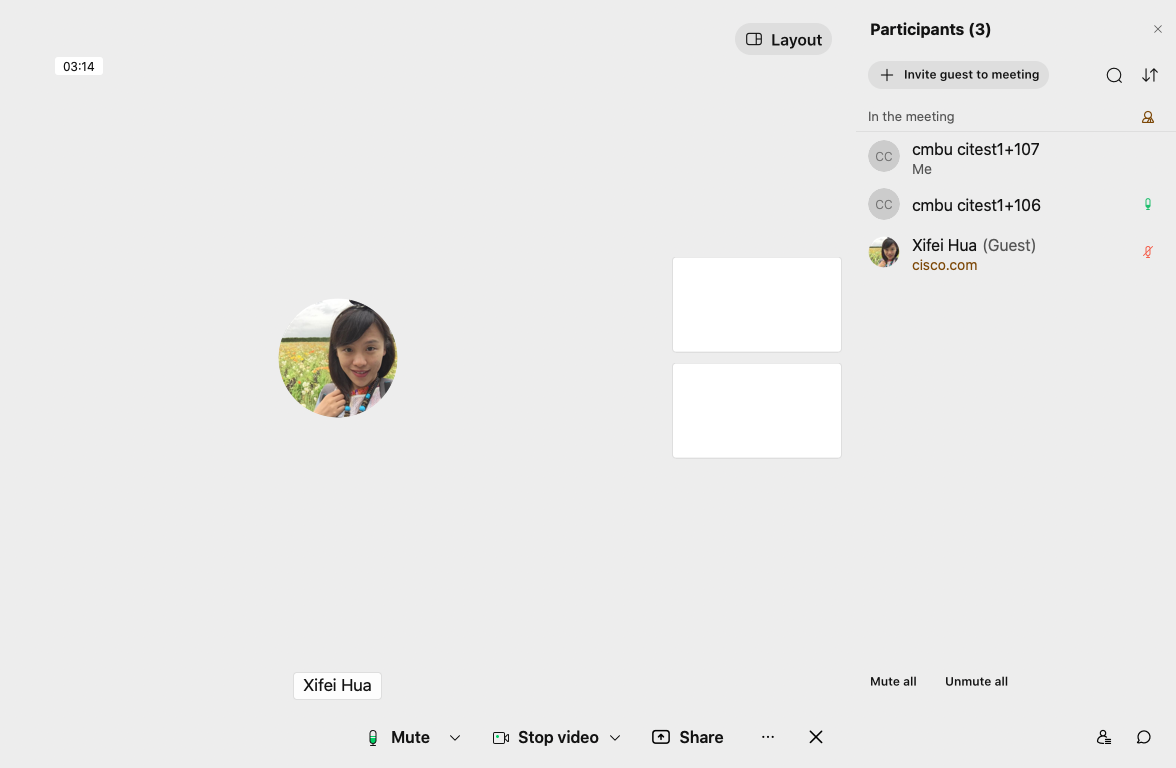 Layout
03:14
Participants (3)
Invite guest to meeting
In the meeting
CC
cmbu citest1+107
Me
CC
cmbu citest1+106
Xifei Hua (Guest)
cisco.com
Xifei Hua
Mute all
Unmute all
Mute
Stop video
Share